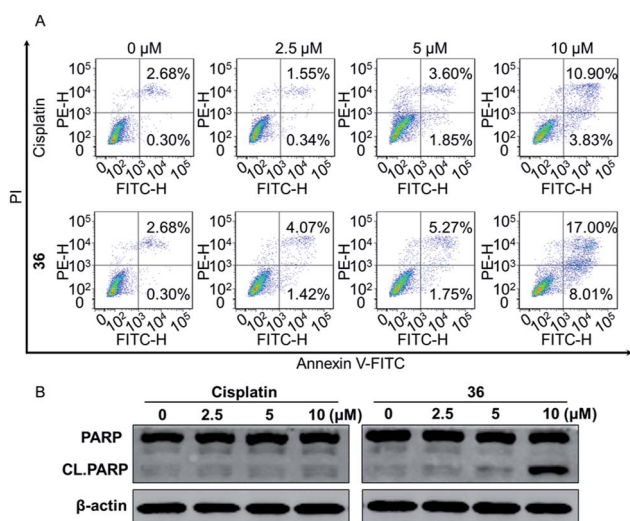 A
0 µM 2.5 µM 5 µM 10 µM
Cisplatin
PE-H 10⁵ 10⁴ 10³ 10² 0 2.68% 0.30%
0 10² 10³ 10⁴ 10⁵
FITC-H
PE-H 10⁵ 10⁴ 10³ 10² 0 1.55% 0.34%
0 10² 10³ 10⁴ 10⁵
FITC-H
PE-H 10⁵ 10⁴ 10³ 10² 0 3.60% 1.85%
0 10² 10³ 10⁴ 10⁵
FITC-H
PE-H 10⁵ 10⁴ 10³ 10² 0 10.90% 3.83%
0 10² 10³ 10⁴ 10⁵
FITC-H
PI
36
PE-H 10⁵ 10⁴ 10³ 10² 0 2.68% 0.30%
0 10² 10³ 10⁴ 10⁵
FITC-H
PE-H 10⁵ 10⁴ 10³ 10² 0 4.07% 1.42%
0 10² 10³ 10⁴ 10⁵
FITC-H
PE-H 10⁵ 10⁴ 10³ 10² 0 5.27% 1.75%
0 10² 10³ 10⁴ 10⁵
FITC-H
PE-H 10⁵ 10⁴ 10³ 10² 0 17.00% 8.01%
0 10² 10³ 10⁴ 10⁵
FITC-H
Annexin V-FITC
B
Cisplatin 36
0 2.5 5 10 (µM) 0 2.5 5 10 (µM)
PARP
CL.PARP
β-actin